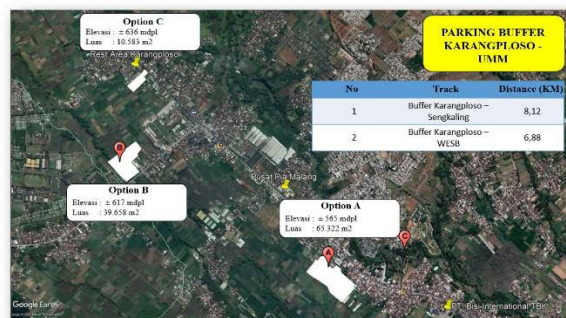 Option C
Elevasi : ± 636 mdpl
Luas : 10.583 m2
Rest Area Karangploso
PARKING BUFFER
KARANGPLOSO -
UMM
No Track Distance (KM)
1 Buffer Karangploso – Sengkaling 8,12
2 Buffer Karangploso – WESB 6,88
B
Option B
Elevasi : ± 617 mdpl
Luas : 39.658 m2
Pusat Pia Malang
Option A
Elevasi : ± 565 mdpl
Luas : 65.322 m2
C
A
PT. Bisi International TBK
Google Earth